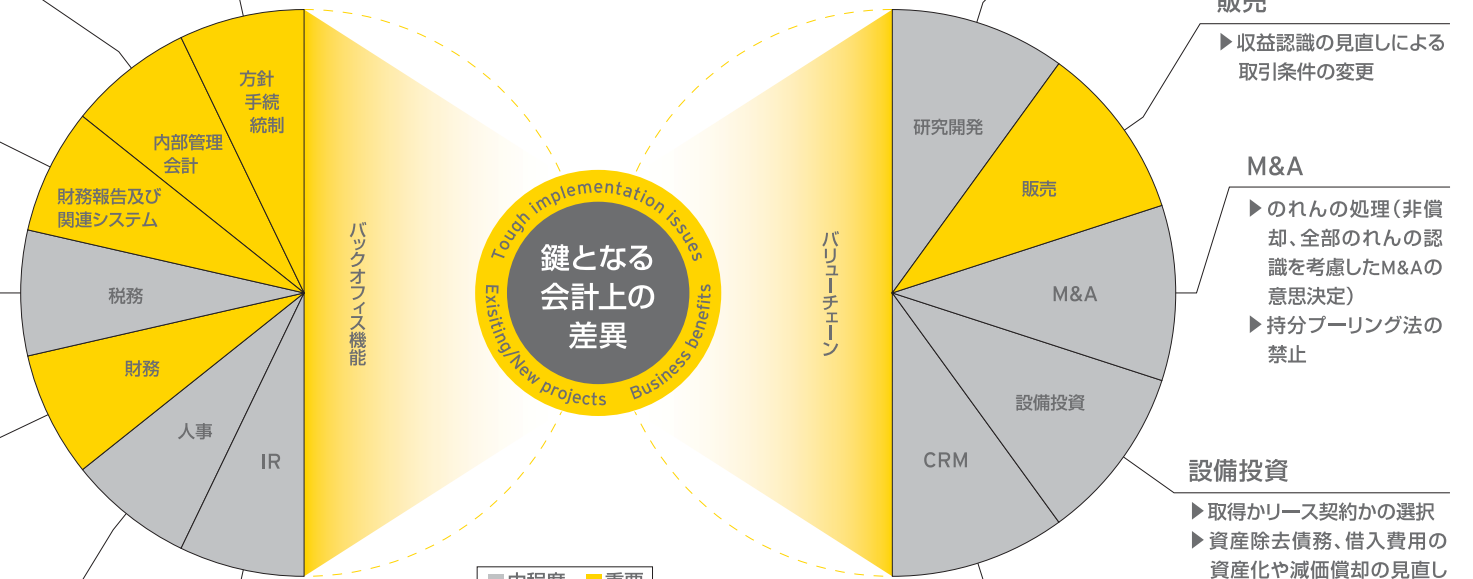 方針
手続
統制
内部管理
会計
財務報告及び
関連システム
税務
財務
人事
IR
バックオフィス機能
Tough implementation issues
Exisiting/New projects
Business benefits
鍵となる
会計上の
差異
バリューチェーン
研究開発
販売
M&A
設備投資
CRM
販売
▶収益認識の見直しによる
取引条件の変更
M&A
▶のれんの処理(非償
却、全部のれんの認
識を考慮したM&Aの
意思決定)
▶持分プーリング法の
禁止
設備投資
▶取得かリース契約かの選択
▶資産除去債務、借入費用の
資産化や減価償却の見直し
中程度 重要